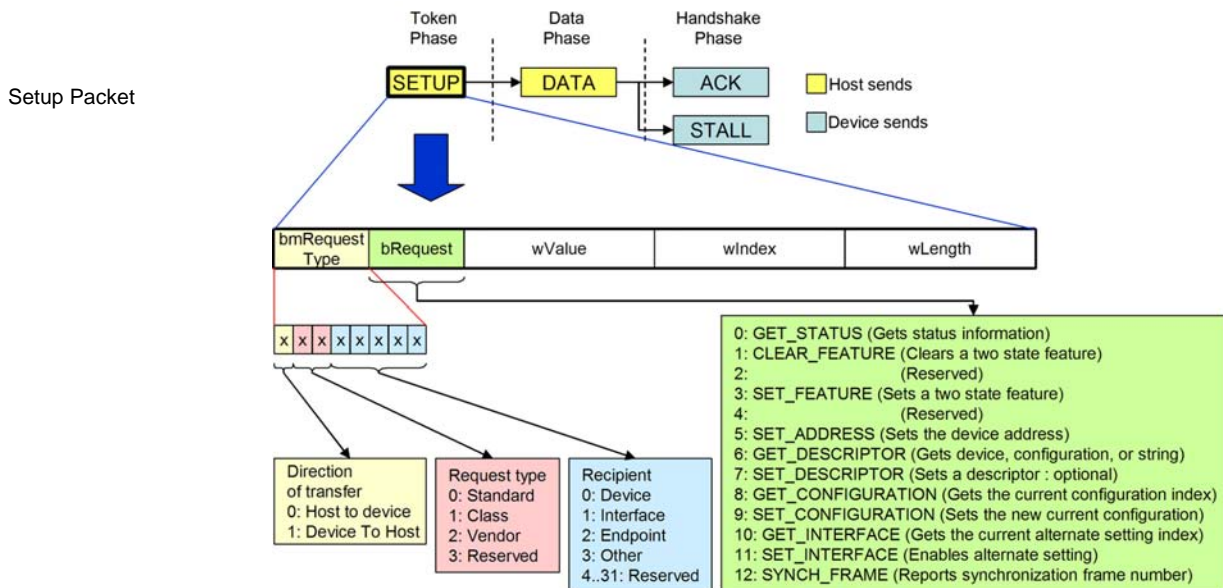 Token
Phase
Data
Phase
Handshake
Phase
Setup Packet
SETUP
DATA
ACK
STALL
Host sends
Device sends
bmRequest
Type
bRequest
wValue
wIndex
wLength
x x x x x x x x
Direction
of transfer
0: Host to device
1: Device To Host
Request type
0: Standard
1: Class
2: Vendor
3: Reserved
Recipient
0: Device
1: Interface
2: Endpoint
3: Other
4..31: Reserved
0: GET_STATUS (Gets status information)
1: CLEAR_FEATURE (Clears a two state feature)
2: (Reserved)
3: SET_FEATURE (Sets a two state feature)
4: (Reserved)
5: SET_ADDRESS (Sets the device address)
6: GET_DESCRIPTOR (Gets device, configuration, or string)
7: SET_DESCRIPTOR (Sets a descriptor : optional)
8: GET_CONFIGURATION (Gets the current configuration index)
9: SET_CONFIGURATION (Sets the new current configuration)
10: GET_INTERFACE (Gets the current alternate setting index)
11: SET_INTERFACE (Enables alternate setting)
12: SYNCH_FRAME (Reports synchronization frame number)